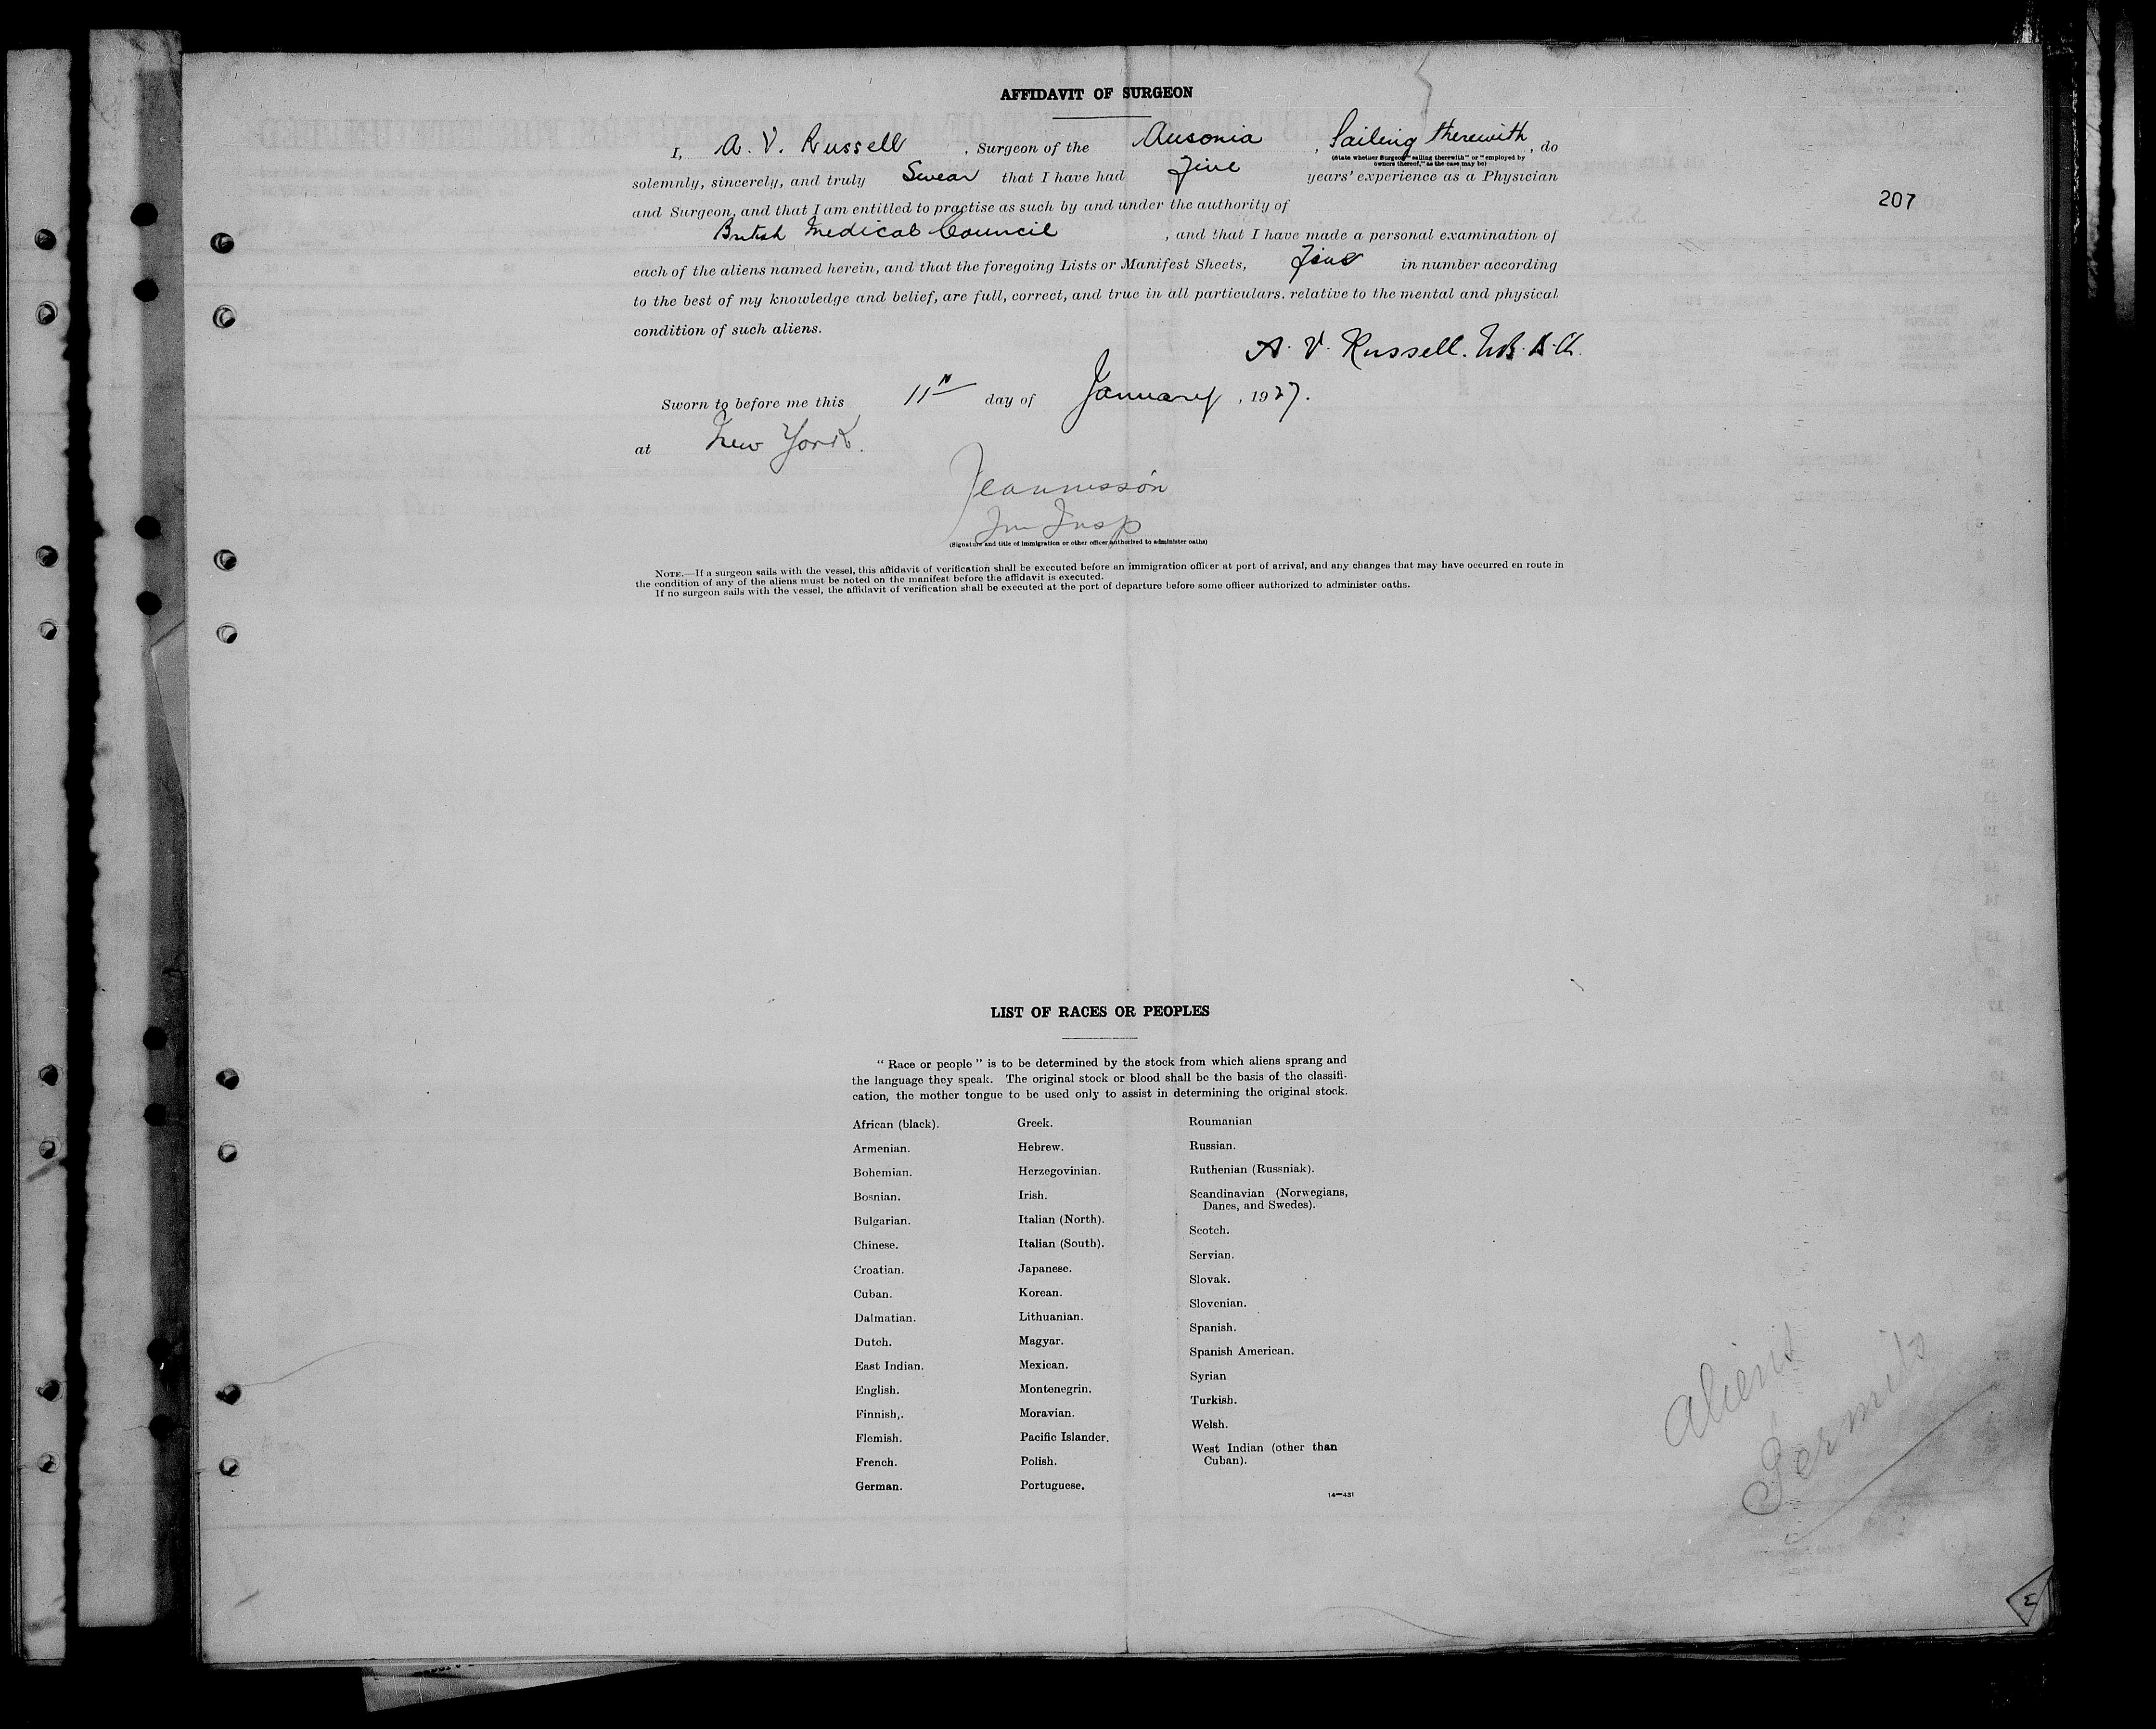 AFFIDAVIT OF SURGEON
I, A. V. Russell, Surgeon of the Ausonia, Sailing therewith, do
(State whether Surgeon "sailing therewith" or "employed by
owners thereof," as the case may be)
solemnly, sincerely, and truly Swear that I have had Five years' experience as a Physician
207
and Surgeon, and that I am entitled to practise as such by and under the authority of
British Medical Council, and that I have made a personal examination of
each of the aliens named herein, and that the foregoing Lists or Manifest Sheets, Five in number according
to the best of my knowledge and belief, are full, correct, and true in all particulars. relative to the mental and physical
condition of such aliens.
A. V. Russell. M.B. B.Ch.
Sworn to before me this 11th day of January, 1927.
at New York.
Imm Insp
(Signature and title of immigration or other officer authorized to administer oaths)
NOTE.—If a surgeon sails with the vessel, this affidavit of verification shall be executed before an immigration officer at port of arrival, and any changes that may have occurred en route in
the condition of any of the aliens must be noted on the manifest before the affidavit is executed.
If no surgeon sails with the vessel, the affidavit of verification shall be executed at the port of departure before some officer authorized to administer oaths.
LIST OF RACES OR PEOPLES
"Race or people" is to be determined by the stock from which aliens sprang and
the language they speak. The original stock or blood shall be the basis of the classifi-
cation, the mother tongue to be used only to assist in determining the original stock.
African (black).
Armenian.
Bohemian.
Bosnian.
Bulgarian.
Chinese.
Croatian.
Cuban.
Dalmatian.
Dutch.
East Indian.
English.
Finnish,.
Flemish.
French.
German.
Greek.
Hebrew.
Herzegovinian.
Irish.
Italian (North).
Italian (South).
Japanese.
Korean.
Lithuanian.
Magyar.
Mexican.
Montenegrin.
Moravian.
Pacific Islander.
Polish.
Portuguese.
Roumanian
Russian.
Ruthenian (Russniak).
Scandinavian (Norwegians,
Danes, and Swedes).
Scotch.
Servian.
Slovak.
Slovenian.
Spanish.
Spanish American.
Syrian
Turkish.
Welsh.
West Indian (other than
Cuban).
14—431
aliens
Permits